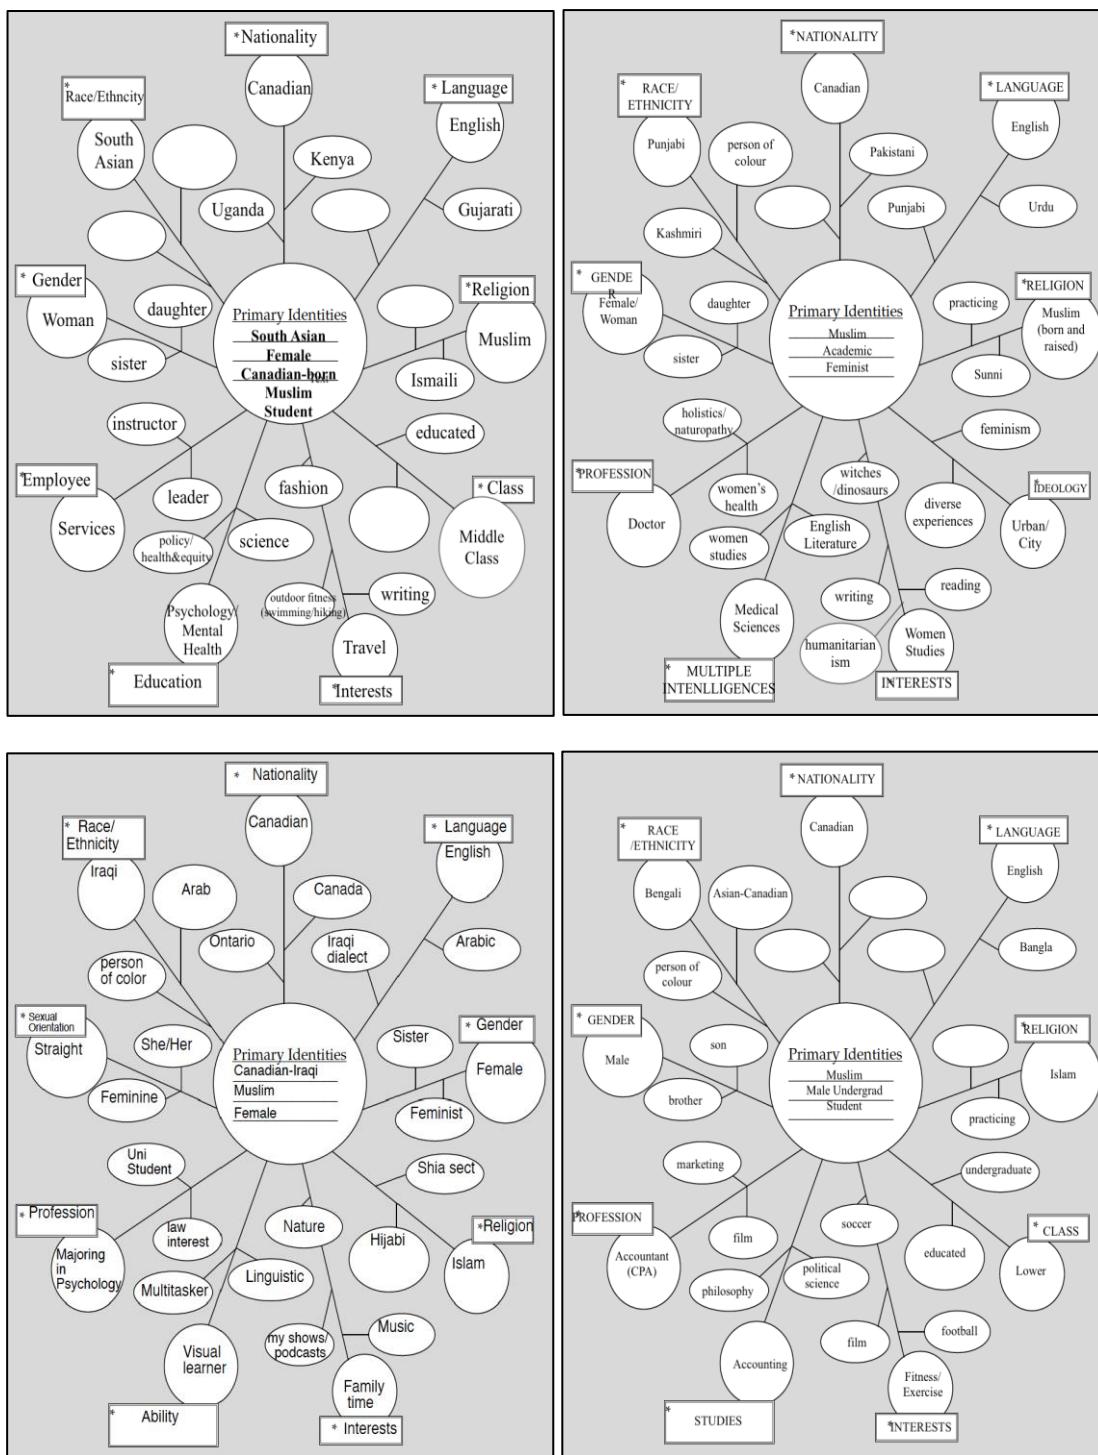 * Nationality
Canadian
* Race/Ethncity
South
Asian
* Language
English
Kenya
Uganda
Gujarati
* Gender
Woman
daughter
sister
Primary Identities
South Asian
Female
Canadian-born
Muslim
Student
* Religion
Muslim
Ismaili
instructor
educated
* Employee
Services
leader
fashion
* Class
Middle
Class
policy/
health&equity
science
outdoor fitness
(swimming/hiking)
writing
Psychology/
Mental
Health
* Education
Travel
* Interests
* NATIONALITY
Canadian
* RACE/
ETHNICITY
Punjabi
person of
colour
* LANGUAGE
English
Pakistani
Punjabi
Urdu
Kashmiri
* GENDE
R
Female/
Woman
daughter
sister
Primary Identities
Muslim
Academic
Feminist
practicing
* RELIGION
Muslim
(born and
raised)
Sunni
holistics/
naturopathy
feminism
* PROFESSION
Doctor
women's
health
witches
/dinosaurs
diverse
experiences
* IDEOLOGY
Urban/
City
women
studies
English
Literature
writing
reading
Medical
Sciences
humanitarian
ism
Women
Studies
* MULTIPLE
INTENLLIGENCES
* INTERESTS
* Nationality
Canadian
* Race/
Ethnicity
Iraqi
Arab
* Language
English
Canada
Ontario
Iraqi
dialect
Arabic
person
of color
* Sexual
Orientation
Straight
She/Her
Feminine
Primary Identities
Canadian-Iraqi
Muslim
Female
Sister
* Gender
Female
Feminist
Uni
Student
Shia sect
* Profession
Majoring
in
Psychology
law
interest
Nature
Hijabi
* Religion
Islam
Multitasker
Linguistic
my shows/
podcasts
Music
Visual
learner
Family
time
* Ability
* Interests
* NATIONALITY
Canadian
* RACE
/ETHNICITY
Bengali
Asian-Canadian
* LANGUAGE
English
Bangla
person of
colour
* GENDER
Male
son
brother
Primary Identities
Muslim
Male Undergrad
Student
* RELIGION
Islam
practicing
marketing
undergraduate
* PROFESSION
Accountant
(CPA)
film
soccer
educated
* CLASS
Lower
philosophy
political
science
film
football
Accounting
Fitness/
Exercise
* STUDIES
* INTERESTS